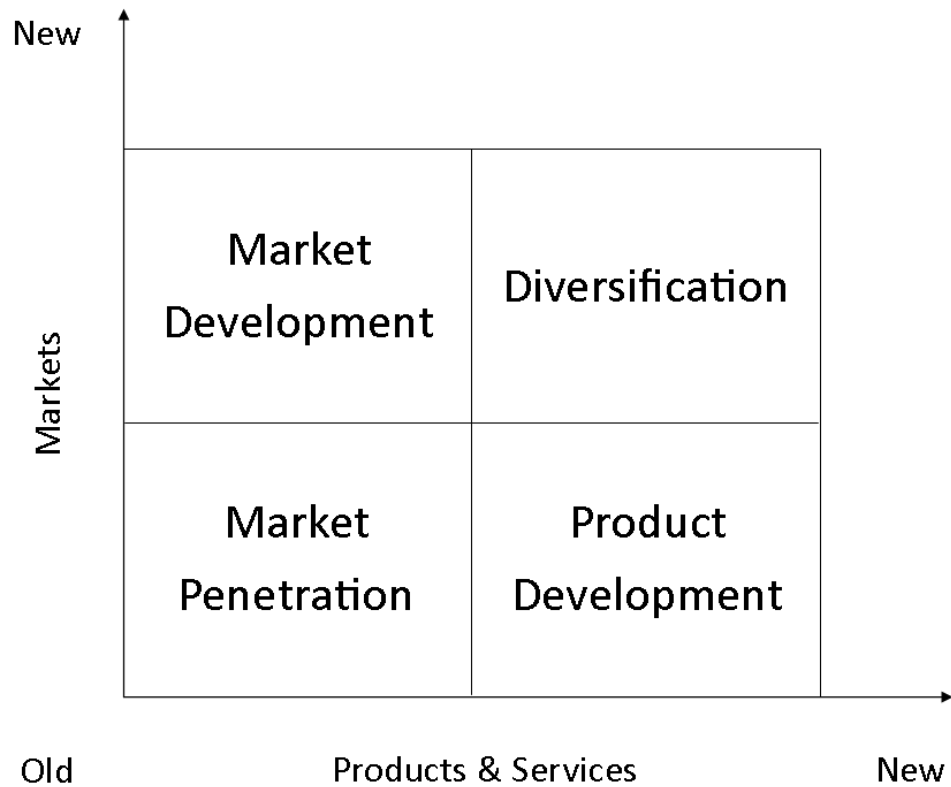 New
Market
Development
Diversification
Markets
Market
Penetration
Product
Development
Old
Products & Services
New